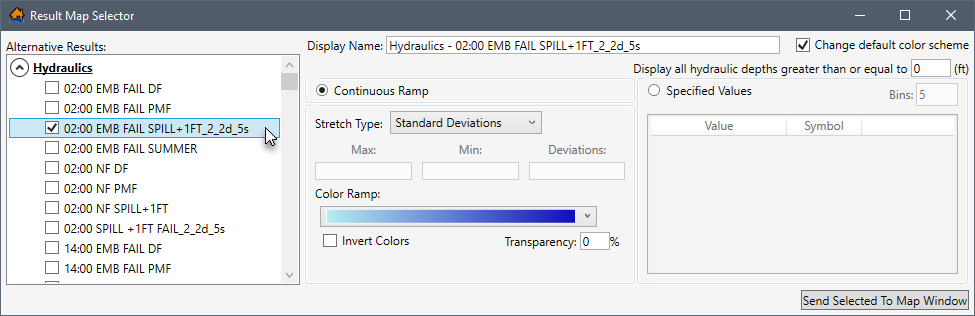 Result Map Selector
Alternative Results:
Hydraulics
02:00 EMB FAIL DF
02:00 EMB FAIL PMF
02:00 EMB FAIL SPILL+1FT_2_2d_5s
02:00 EMB FAIL SUMMER
02:00 NF DF
02:00 NF PMF
02:00 NF SPILL+1FT
02:00 SPILL +1FT FAIL_2_2d_5s
14:00 EMB FAIL DF
14:00 EMB FAIL PMF
Display Name: Hydraulics - 02:00 EMB FAIL SPILL+1FT_2_2d_5s
Change default color scheme
Display all hydraulic depths greater than or equal to 0 (ft)
Continuous Ramp
Stretch Type: Standard Deviations
Max: Min: Deviations:
Color Ramp:
Invert Colors Transparency: 0 %
Specified Values Bins: 5
Value Symbol
Send Selected To Map Window